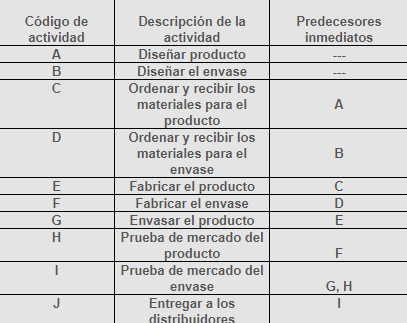 Código de actividad Descripción de la actividad Predecesores inmediatos
A Diseñar producto ---
B Diseñar el envase ---
C Ordenar y recibir los materiales para el producto A
D Ordenar y recibir los materiales para el envase B
E Fabricar el producto C
F Fabricar el envase D
G Envasar el producto E
H Prueba de mercado del producto F
I Prueba de mercado del envase G, H
J Entregar a los distribuidores I